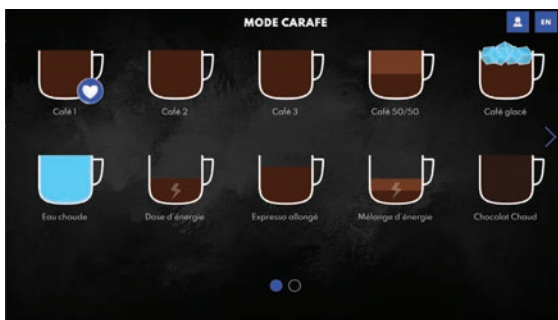 MODE CARAFE
EN
Café 1
Café 2
Café 3
Café 50/50
Café glacé
Eau chaude
Dose d'énergie
Expresso allongé
Mélange d'énergie
Chocolat Chaud